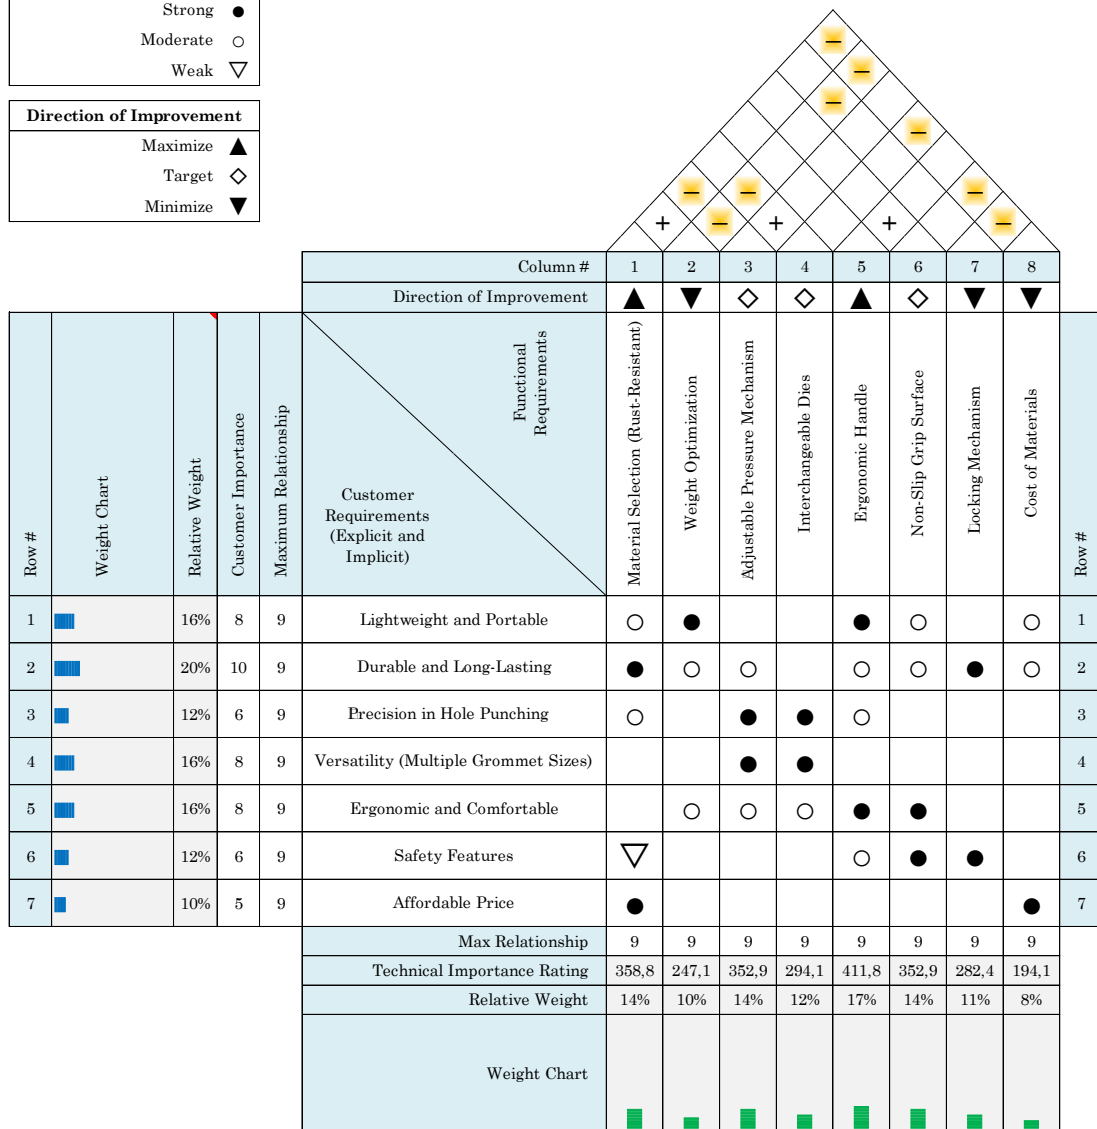 Strong ●
Moderate ○
Weak ▽
Direction of Improvement
Maximize ▲
Target ◇
Minimize ▼
−
−
−
−
− − −
+ − + + −
Column # 1 2 3 4 5 6 7 8
Direction of Improvement ▲ ▼ ◇ ◇ ▲ ◇ ▼ ▼
Row #
Weight Chart
Relative Weight
Customer Importance
Maximum Relationship
Customer
Requirements
(Explicit and
Implicit)
Functional
Requirements
Material Selection (Rust-Resistant)
Weight Optimization
Adjustable Pressure Mechanism
Interchangeable Dies
Ergonomic Handle
Non-Slip Grip Surface
Locking Mechanism
Cost of Materials
Row #
1 16% 8 9 Lightweight and Portable ○ ● ● ○ ○ 1
2 20% 10 9 Durable and Long-Lasting ● ○ ○ ○ ○ ● ○ 2
3 12% 6 9 Precision in Hole Punching ○ ● ● ○ 3
4 16% 8 9 Versatility (Multiple Grommet Sizes) ● ● 4
5 16% 8 9 Ergonomic and Comfortable ○ ○ ○ ● ● 5
6 12% 6 9 Safety Features ▽ ○ ● ● 6
7 10% 5 9 Affordable Price ● ● 7
Max Relationship 9 9 9 9 9 9 9 9
Technical Importance Rating 358,8 247,1 352,9 294,1 411,8 352,9 282,4 194,1
Relative Weight 14% 10% 14% 12% 17% 14% 11% 8%
Weight Chart